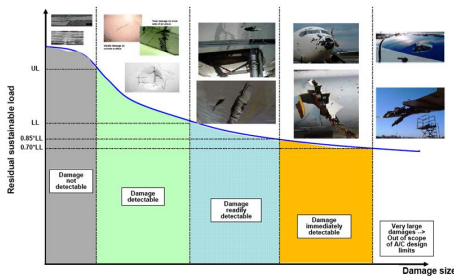 Residual sustainable load
UL
LL
0.85*LL
0.70*LL
Damage
not
detectable
Damage
detectable
Damage
readily
detectable
Damage
immediately
detectable
Very large
damages -->
Out of scope
of A/C design
limits
Damage size